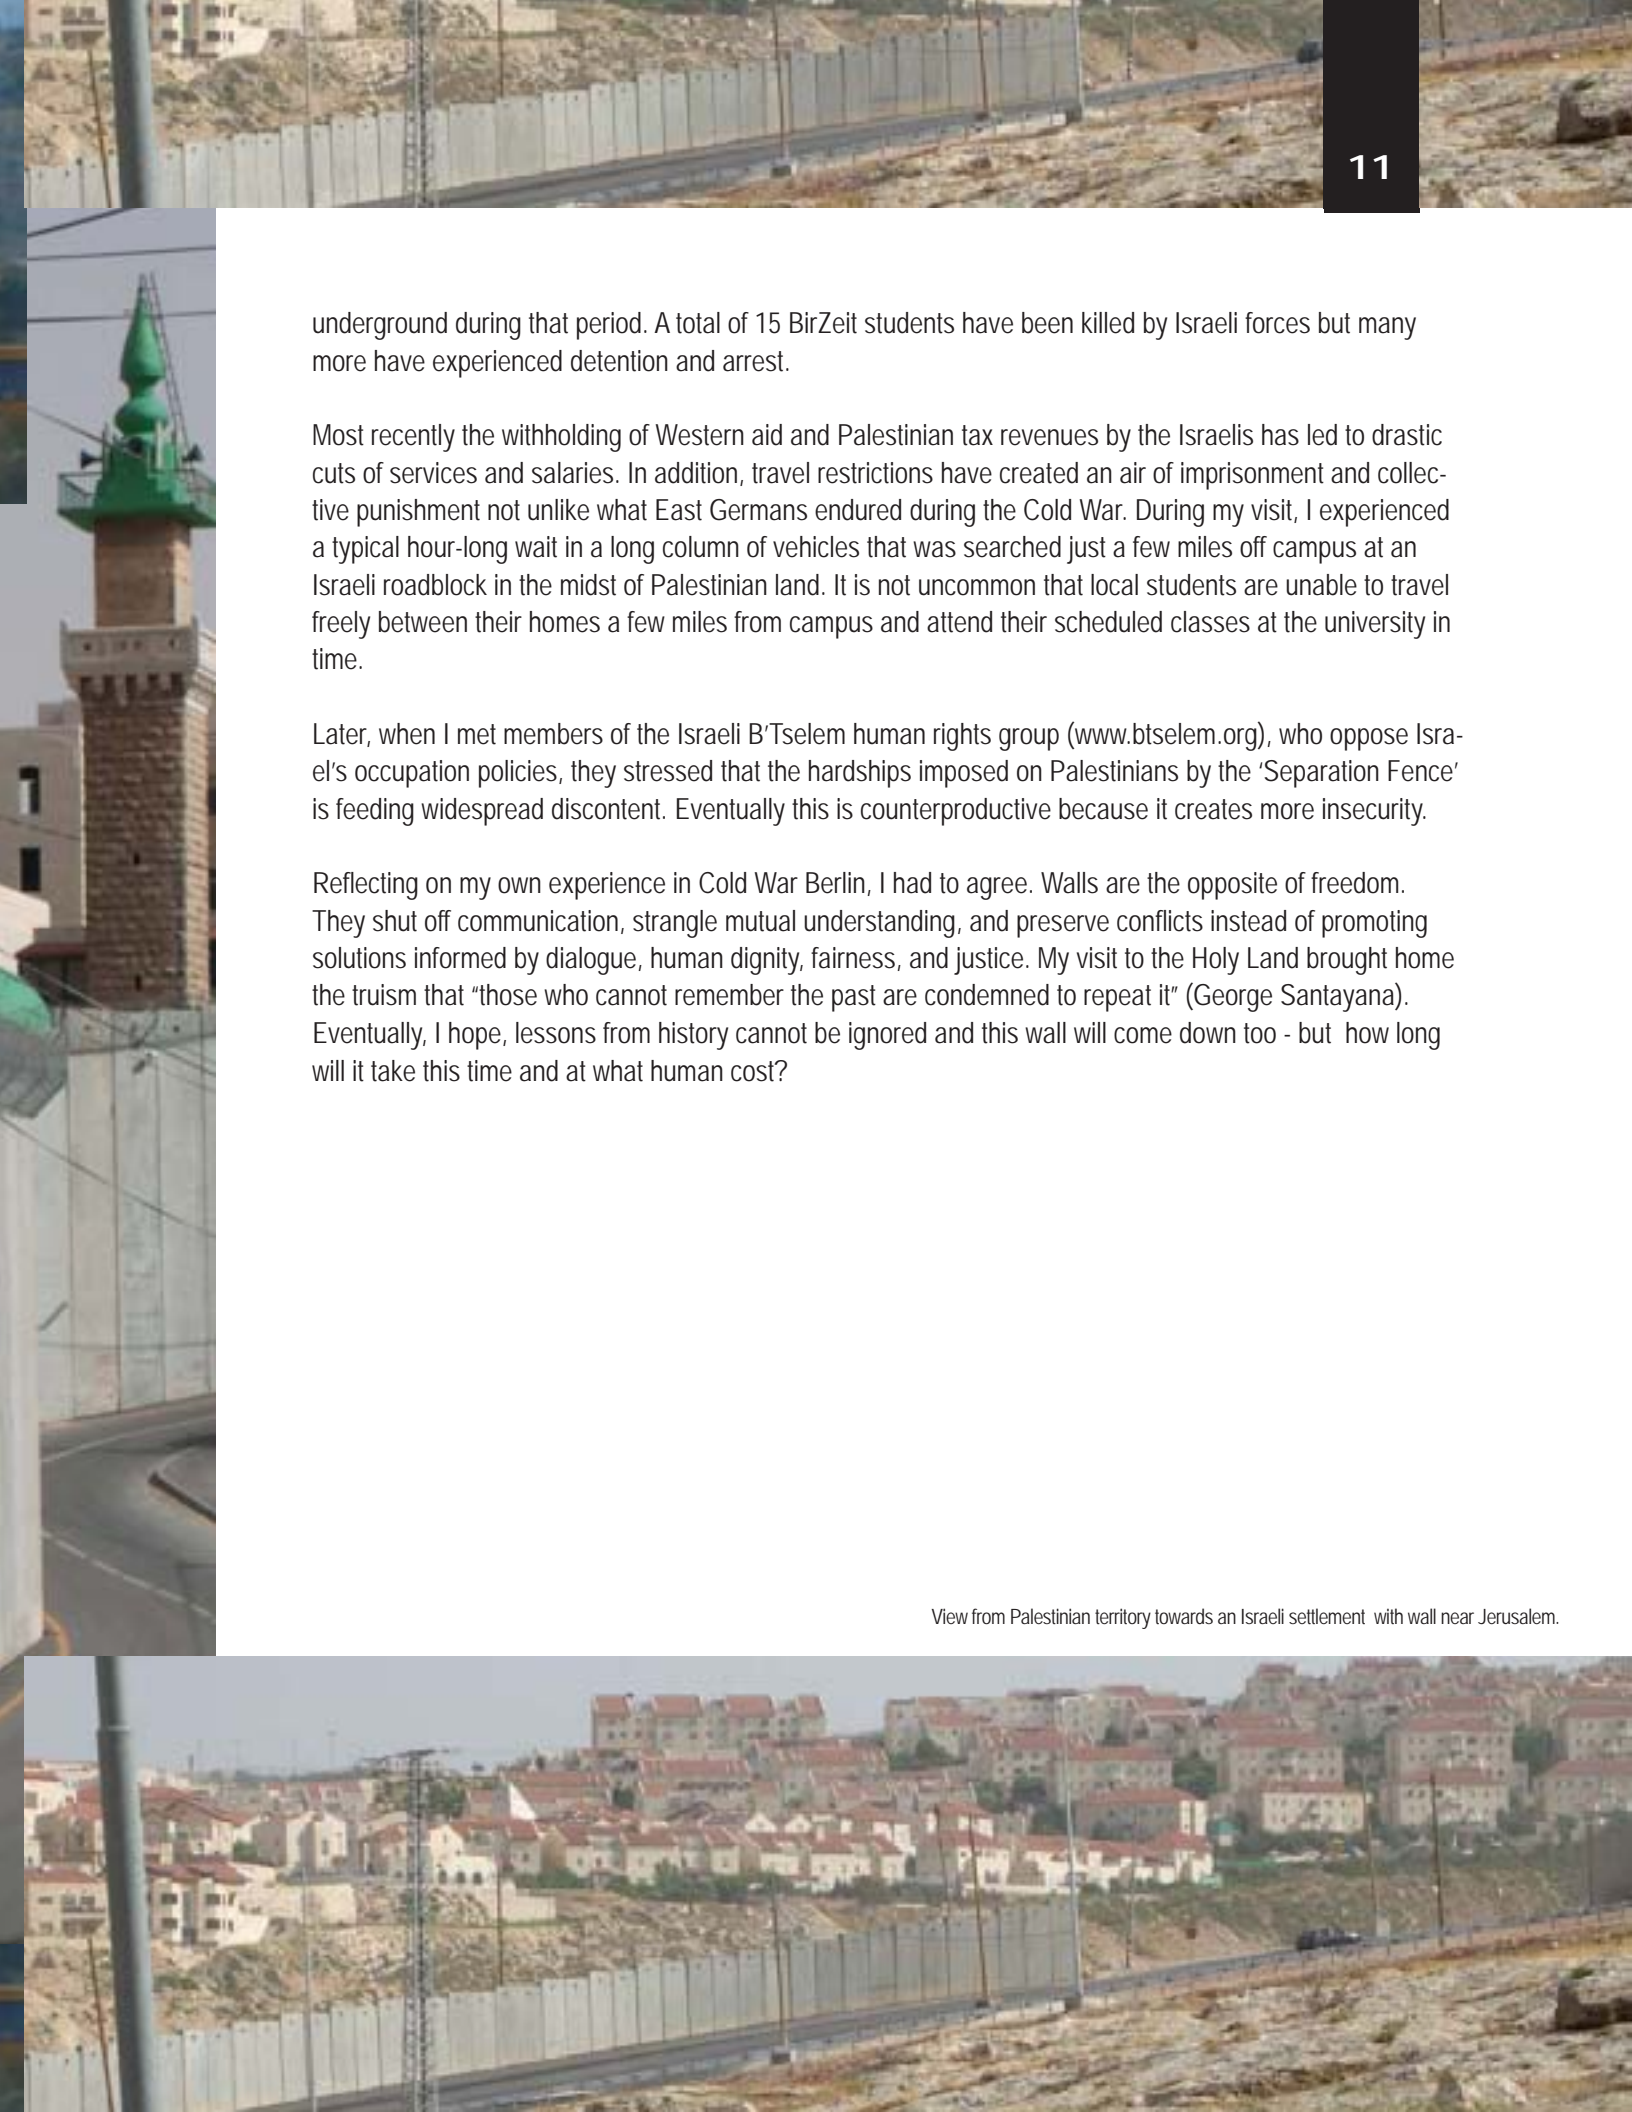 11
underground during that period. A total of 15 BirZeit students have been killed by Israeli forces but many
more have experienced detention and arrest.
Most recently the withholding of Western aid and Palestinian tax revenues by the Israelis has led to drastic
cuts of services and salaries. In addition, travel restrictions have created an air of imprisonment and collec-
tive punishment not unlike what East Germans endured during the Cold War. During my visit, I experienced
a typical hour-long wait in a long column of vehicles that was searched just a few miles off campus at an
Israeli roadblock in the midst of Palestinian land. It is not uncommon that local students are unable to travel
freely between their homes a few miles from campus and attend their scheduled classes at the university in
time.
Later, when I met members of the Israeli B'Tselem human rights group (www.btselem.org), who oppose Isra-
el's occupation policies, they stressed that the hardships imposed on Palestinians by the 'Separation Fence'
is feeding widespread discontent. Eventually this is counterproductive because it creates more insecurity.
Reflecting on my own experience in Cold War Berlin, I had to agree. Walls are the opposite of freedom.
They shut off communication, strangle mutual understanding, and preserve conflicts instead of promoting
solutions informed by dialogue, human dignity, fairness, and justice. My visit to the Holy Land brought home
the truism that "those who cannot remember the past are condemned to repeat it" (George Santayana).
Eventually, I hope, lessons from history cannot be ignored and this wall will come down too - but  how long
will it take this time and at what human cost?
View from Palestinian territory towards an Israeli settlement  with wall near Jerusalem.